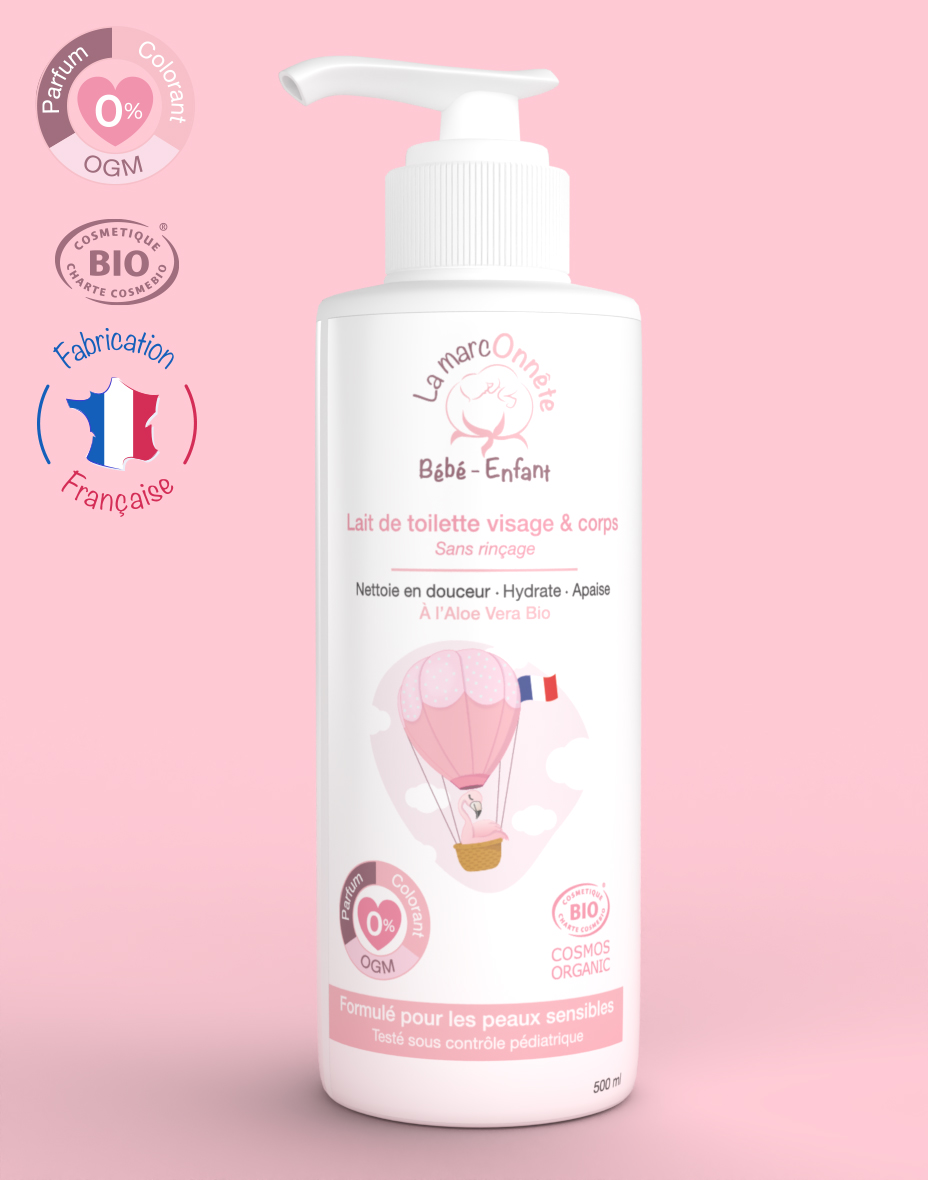 Parfum
Colorant
0%
OGM
COSMETIQUE
®
BIO
CHARTE COSMEBIO
Fabrication
Française
La marcOnnête
Bébé - Enfant
Lait de toilette visage & corps
Sans rinçage
Nettoie en douceur · Hydrate · Apaise
À l'Aloe Vera Bio
Parfum
Colorant
0%
OGM
COSMETIQUE
®
BIO
CHARTE COSMEBIO
COSMOS
ORGANIC
Formulé pour les peaux sensibles
Testé sous contrôle pédiatrique
500 ml